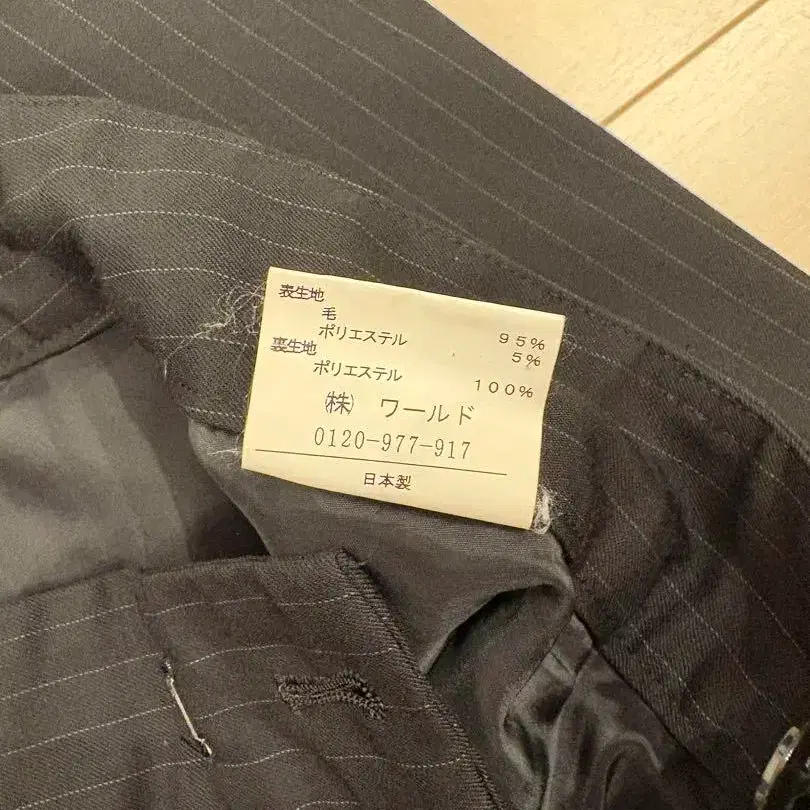 表生地
毛 95%
ポリエステル 5%
裏生地
ポリエステル 100%
㈱ ワールド
0120-977-917
日本製